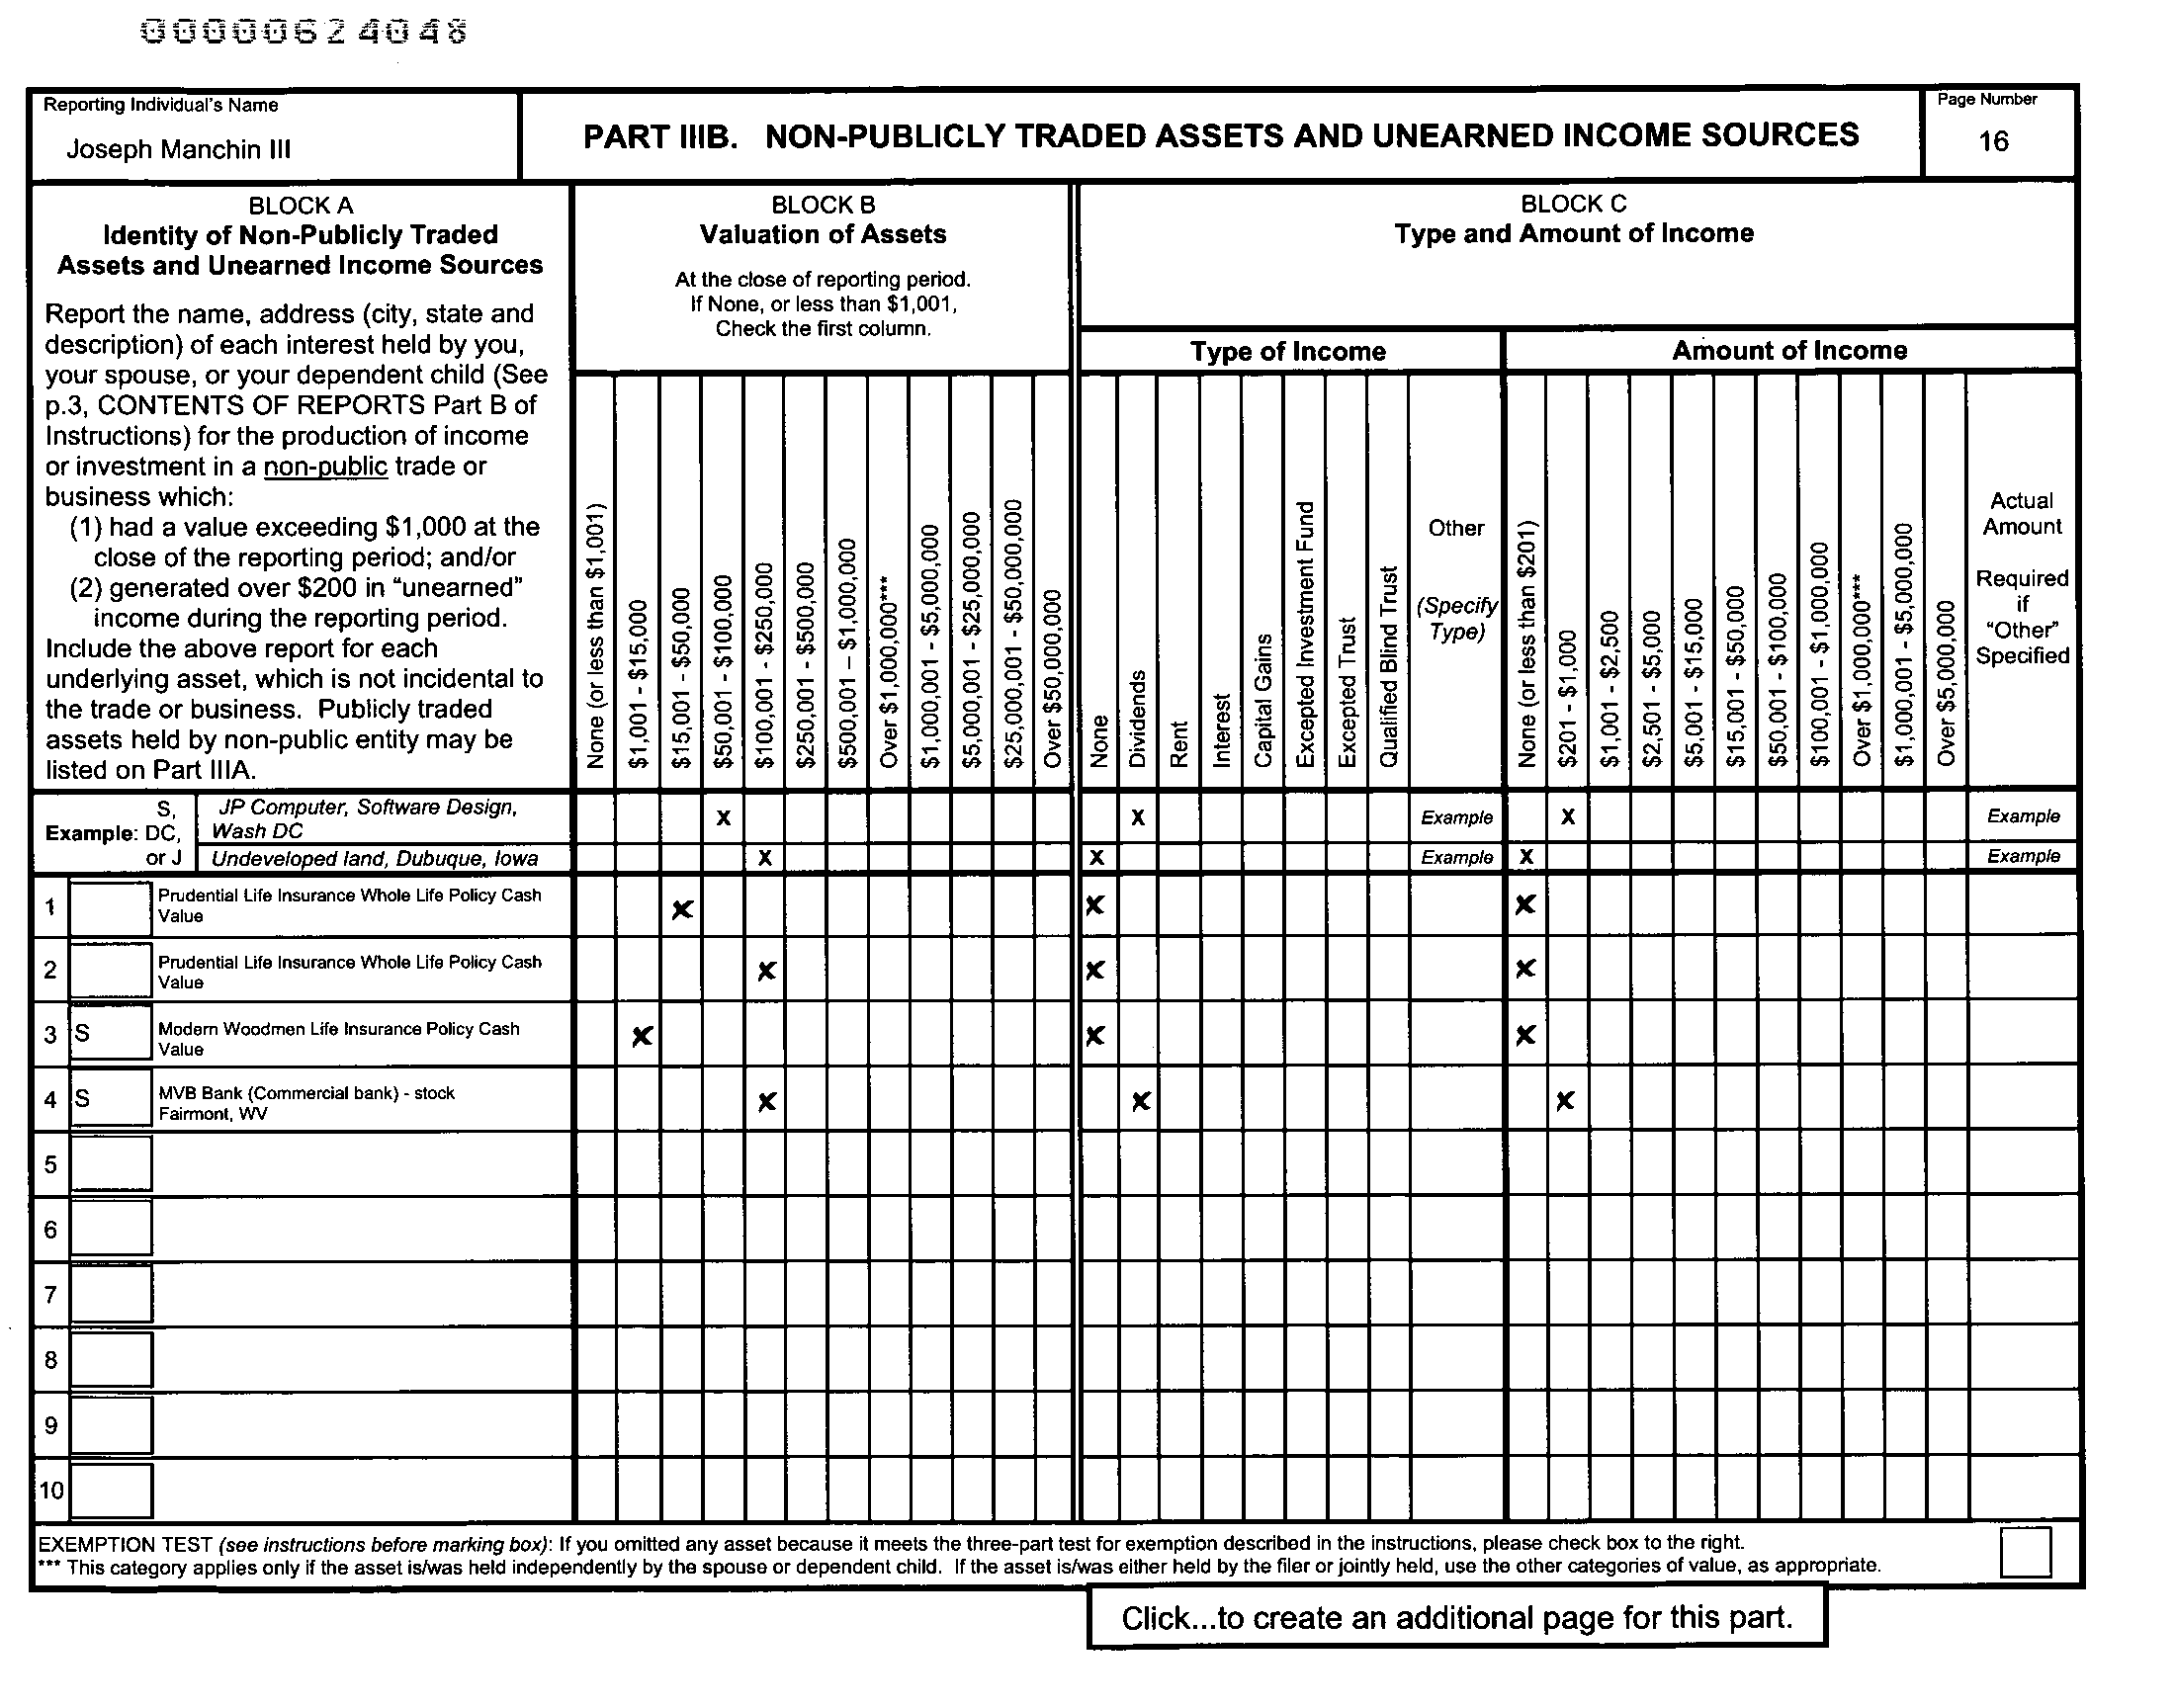 00000624048
Reporting Individual's Name
Joseph Manchin III
PART IIIB. NON-PUBLICLY TRADED ASSETS AND UNEARNED INCOME SOURCES
Page Number
16
BLOCK A
Identity of Non-Publicly Traded
Assets and Unearned Income Sources
Report the name, address (city, state and
description) of each interest held by you,
your spouse, or your dependent child (See
p.3, CONTENTS OF REPORTS Part B of
Instructions) for the production of income
or investment in a non-public trade or
business which:
(1) had a value exceeding $1,000 at the
close of the reporting period; and/or
(2) generated over $200 in "unearned"
income during the reporting period.
Include the above report for each
underlying asset, which is not incidental to
the trade or business. Publicly traded
assets held by non-public entity may be
listed on Part IIIA.
BLOCK B
Valuation of Assets
At the close of reporting period.
If None, or less than $1,001,
Check the first column.
None (or less than $1,001)
$1,001 - $15,000
$15,001 - $50,000
$50,001 - $100,000
$100,001 - $250,000
$250,001 - $500,000
$500,001 – $1,000,000
Over $1,000,000***
$1,000,001 - $5,000,000
$5,000,001 - $25,000,000
$25,000,001 - $50,000,000
Over $50,000,000
BLOCK C
Type and Amount of Income
Type of Income
None
Dividends
Rent
Interest
Capital Gains
Excepted Investment Fund
Excepted Trust
Qualified Blind Trust
Other
(Specify
Type)
Amount of Income
None (or less than $201)
$201 - $1,000
$1,001 - $2,500
$2,501 - $5,000
$5,001 - $15,000
$15,001 - $50,000
$50,001 - $100,000
$100,001 - $1,000,000
Over $1,000,000***
$1,000,001 - $5,000,000
Over $5,000,000
Actual
Amount
Required
if
"Other"
Specified
Example:
S,
DC,
or J
JP Computer, Software Design,
Wash DC
X X Example X Example
Undeveloped land, Dubuque, Iowa X X Example X Example
1 Prudential Life Insurance Whole Life Policy Cash
Value
X X X
2 Prudential Life Insurance Whole Life Policy Cash
Value
X X X
3 S Modern Woodmen Life Insurance Policy Cash
Value
X X X
4 S MVB Bank (Commercial bank) - stock
Fairmont, WV
X X X
5
6
7
8
9
10
EXEMPTION TEST (see instructions before marking box): If you omitted any asset because it meets the three-part test for exemption described in the instructions, please check box to the right.
*** This category applies only if the asset is/was held independently by the spouse or dependent child. If the asset is/was either held by the filer or jointly held, use the other categories of value, as appropriate.
Click...to create an additional page for this part.